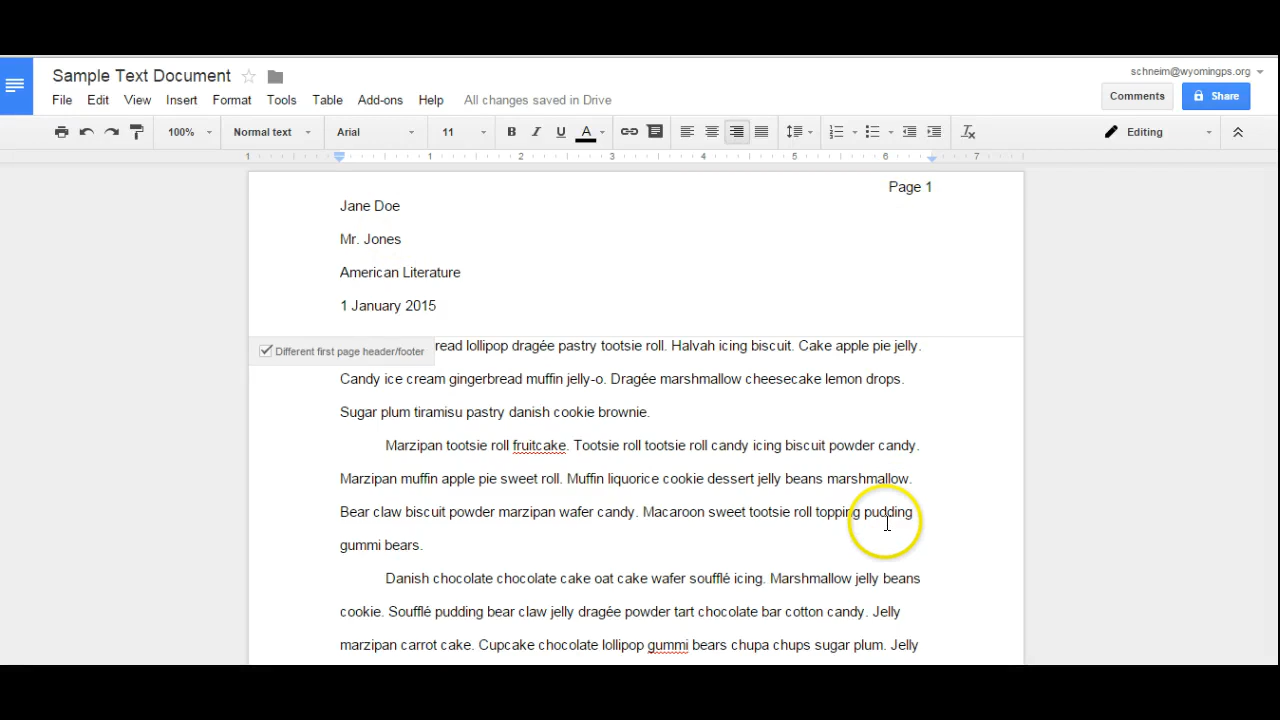 Sample Text Document
schneim@wyomingps.org
File Edit View Insert Format Tools Table Add-ons Help All changes saved in Drive
Comments Share
100% Normal text Arial 11 B I U A Editing
1 1 2 3 4 5 6 7
Page 1
Jane Doe
Mr. Jones
American Literature
1 January 2015
Different first page header/footer
read lollipop dragée pastry tootsie roll. Halvah icing biscuit. Cake apple pie jelly.
Candy ice cream gingerbread muffin jelly-o. Dragée marshmallow cheesecake lemon drops.
Sugar plum tiramisu pastry danish cookie brownie.
Marzipan tootsie roll fruitcake. Tootsie roll tootsie roll candy icing biscuit powder candy.
Marzipan muffin apple pie sweet roll. Muffin liquorice cookie dessert jelly beans marshmallow.
Bear claw biscuit powder marzipan wafer candy. Macaroon sweet tootsie roll topping pudding
gummi bears.
Danish chocolate chocolate cake oat cake wafer soufflé icing. Marshmallow jelly beans
cookie. Soufflé pudding bear claw jelly dragée powder tart chocolate bar cotton candy. Jelly
marzipan carrot cake. Cupcake chocolate lollipop gummi bears chupa chups sugar plum. Jelly